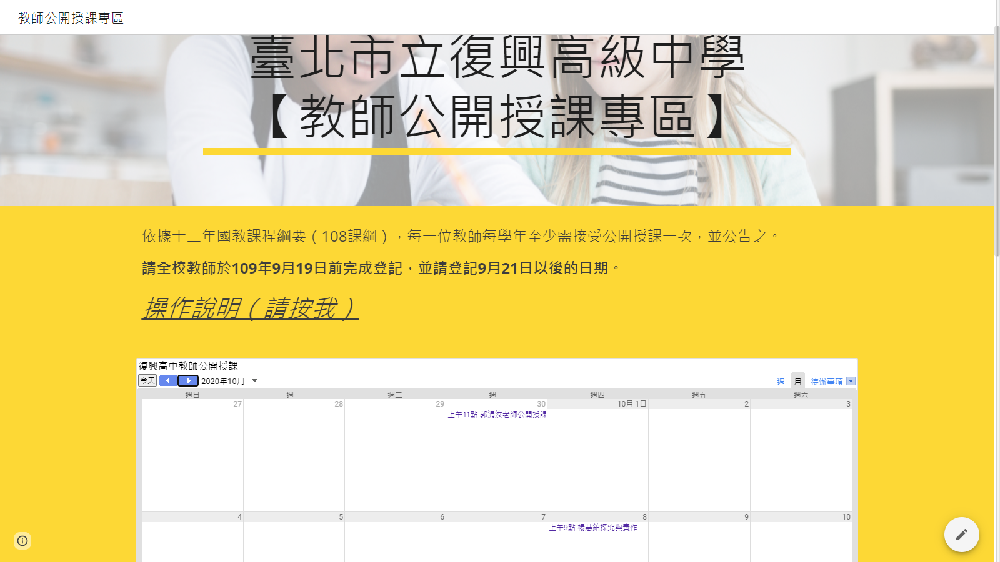 教師公開授課專區
臺北市立復興高級中學
【教師公開授課專區】
依據十二年國教課程綱要（108課綱），每一位教師每學年至少需接受公開授課一次，並公告之。
請全校教師於109年9月19日前完成登記，並請登記9月21日以後的日期。
操作說明（請按我）
復興高中教師公開授課
今天 2020年10月 週 月 待辦事項
週日 週一 週二 週三 週四 週五 週六
27 28 29 30 10月 1日 2 3
上午11點 郭涓汝老師公開授課
4 5 6 7 8 9 10
上午9點 楊慈鉑探究與實作